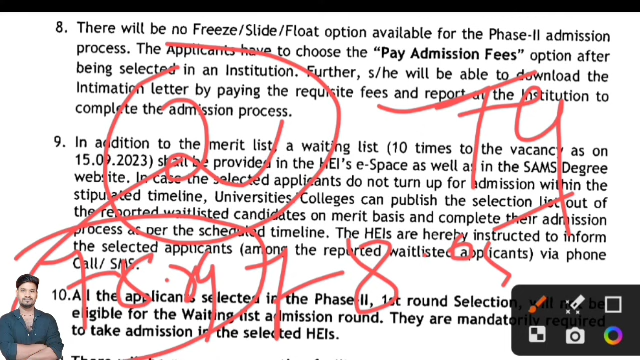 8. There will be no Freeze/Slide/Float option available for the Phase-II admission
process. The Applicants have to choose the “Pay Admission Fees” option after
being selected in an Institution. Further, s/he will be able to download the
Intimation letter by paying the requisite fees and report at the Institution to
complete the admission process.
9. In addition to the merit list, a waiting list (10 times to the vacancy as on
15.09.2023) shall be provided in the HEI’s e-Space as well as in the SAMS Degree
website. In case the selected applicants do not turn up for admission within the
stipulated timeline, Universities/Colleges can publish the selection list out of
the reported waitlisted candidates on merit basis and complete their admission
process as per the scheduled timeline. The HEIs are hereby instructed to inform
the selected applicants (among the reported waitlisted applicants) via phone
Call/ SMS.
10. All the applicants selected in the Phase-II, 1st round Selection, will not be
eligible for the Waiting list admission round. They are mandatorily required
to take admission in the selected HEIs.